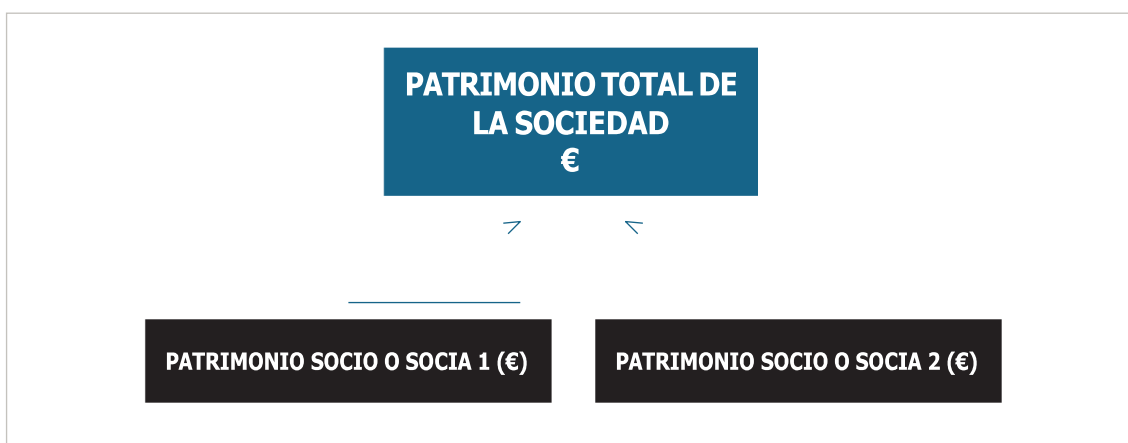 PATRIMONIO TOTAL DE
LA SOCIEDAD
€
PATRIMONIO SOCIO O SOCIA 1 (€)
PATRIMONIO SOCIO O SOCIA 2 (€)